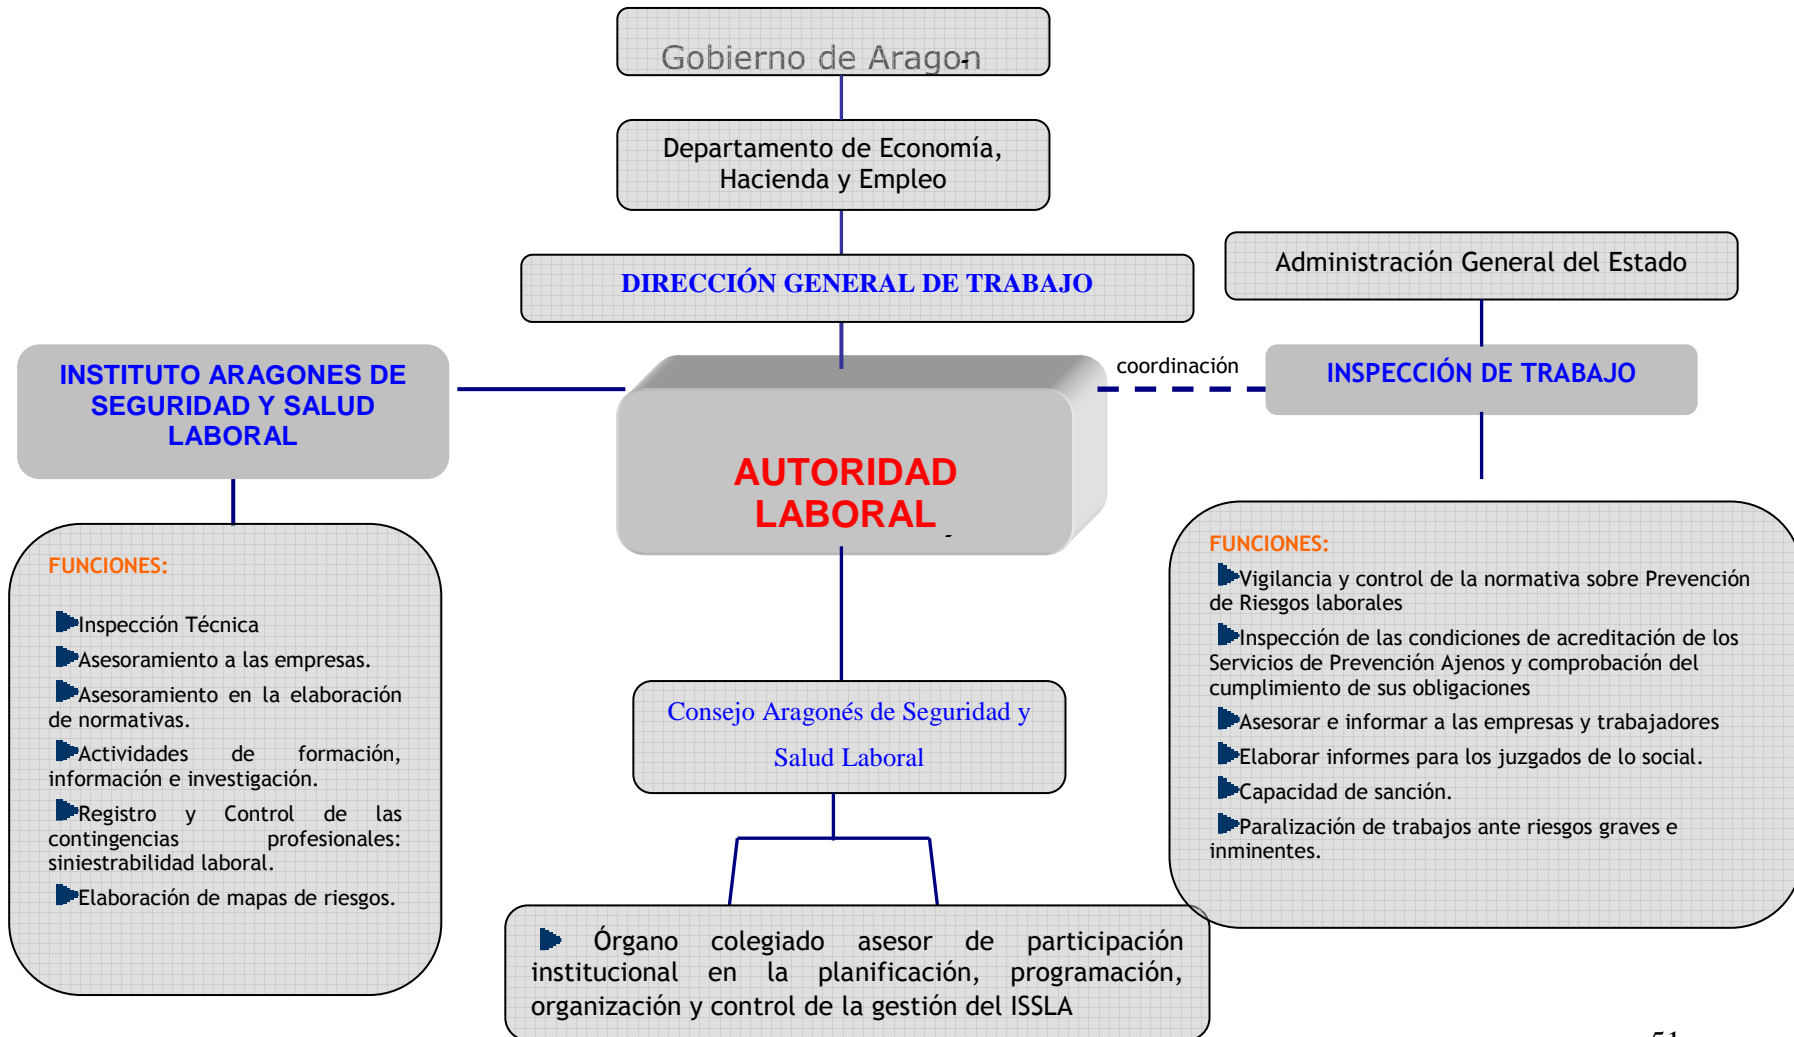 Gobierno de Aragon
Departamento de Economía,
Hacienda y Empleo
DIRECCIÓN GENERAL DE TRABAJO
Administración General del Estado
INSTITUTO ARAGONES DE
SEGURIDAD Y SALUD
LABORAL
coordinación
INSPECCIÓN DE TRABAJO
AUTORIDAD
LABORAL
FUNCIONES:
Inspección Técnica
Asesoramiento a las empresas.
Asesoramiento en la elaboración
de normativas.
Actividades de formación,
información e investigación.
Registro y Control de las
contingencias profesionales:
siniestrabilidad laboral.
Elaboración de mapas de riesgos.
Consejo Aragonés de Seguridad y
Salud Laboral
Órgano colegiado asesor de participación
institucional en la planificación, programación,
organización y control de la gestión del ISSLA
FUNCIONES:
Vigilancia y control de la normativa sobre Prevención
de Riesgos laborales
Inspección de las condiciones de acreditación de los
Servicios de Prevención Ajenos y comprobación del
cumplimiento de sus obligaciones
Asesorar e informar a las empresas y trabajadores
Elaborar informes para los juzgados de lo social.
Capacidad de sanción.
Paralización de trabajos ante riesgos graves e
inminentes.